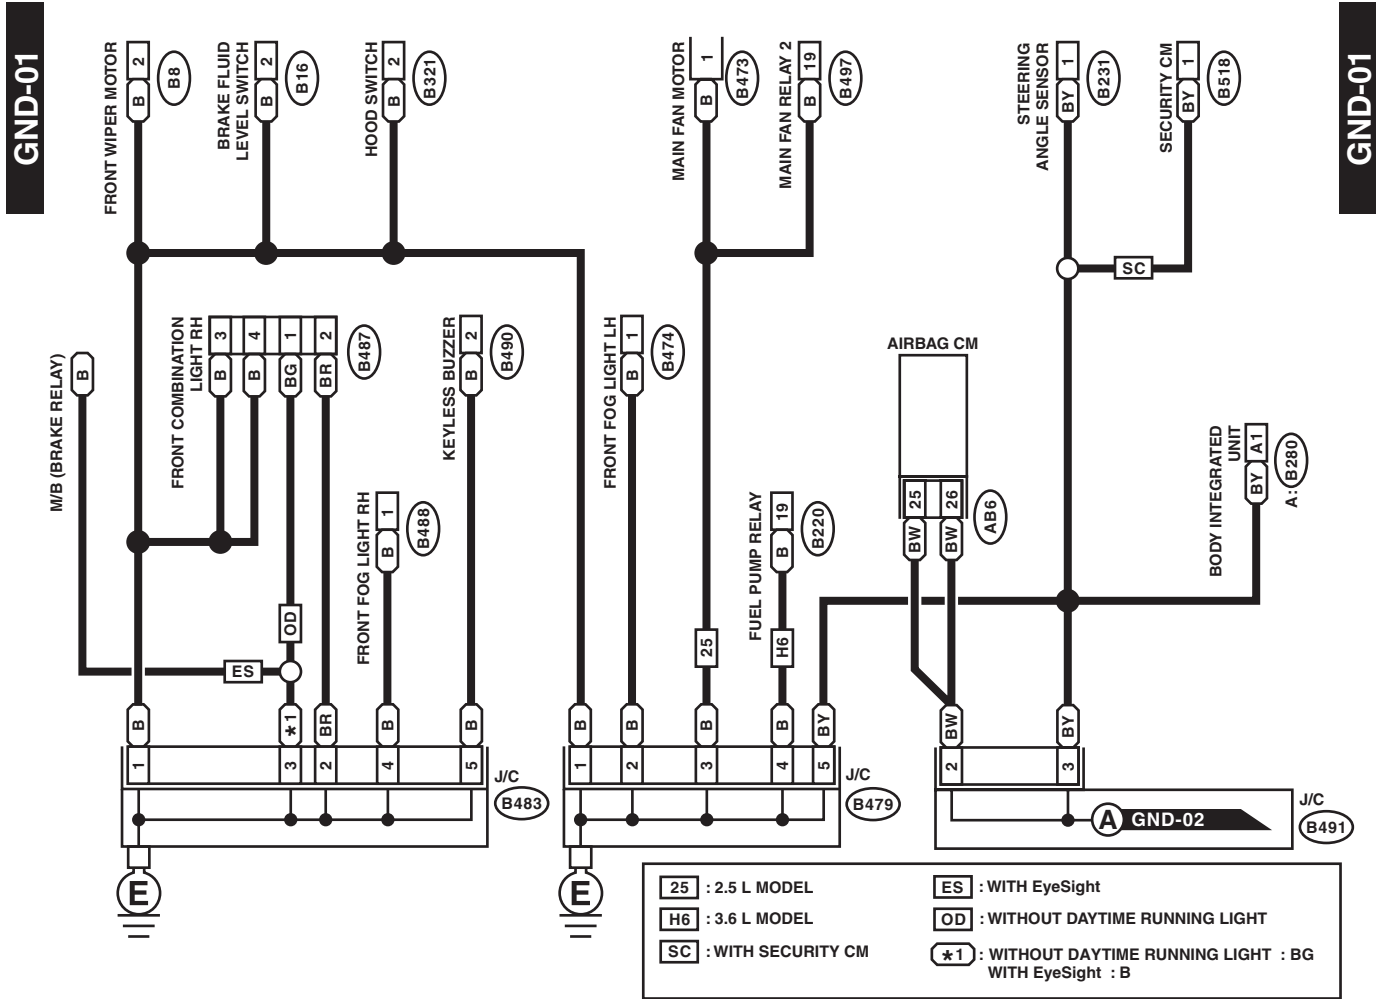 GND-01
GND-01
FRONT WIPER MOTOR
2
B
B8
BRAKE FLUID
LEVEL SWITCH
2
B
B16
HOOD SWITCH
2
B
B321
MAIN FAN MOTOR
1
B
B473
MAIN FAN RELAY 2
19
B
B497
STEERING
ANGLE SENSOR
1
BY
B231
SECURITY CM
1
BY
B518
SC
M/B (BRAKE RELAY)
B
FRONT COMBINATION
LIGHT RH
3
4
1
2
B
B
BG
BR
B487
KEYLESS BUZZER
2
B
B490
FRONT FOG LIGHT LH
1
B
B474
AIRBAG CM
25
26
BW
BW
AB6
BODY INTEGRATED
UNIT
A1
BY
A: B280
FRONT FOG LIGHT RH
1
B
B488
FUEL PUMP RELAY
19
B
B220
OD
ES
25
H6
B
*1
BR
B
B
1
3
2
4
5
J/C
B483
E
B
B
B
B
BY
1
2
3
4
5
J/C
B479
E
BW
BY
2
3
A
GND-02
J/C
B491
25 : 2.5 L MODEL
H6 : 3.6 L MODEL
SC : WITH SECURITY CM
ES : WITH EyeSight
OD : WITHOUT DAYTIME RUNNING LIGHT
*1 : WITHOUT DAYTIME RUNNING LIGHT : BG
WITH EyeSight : B